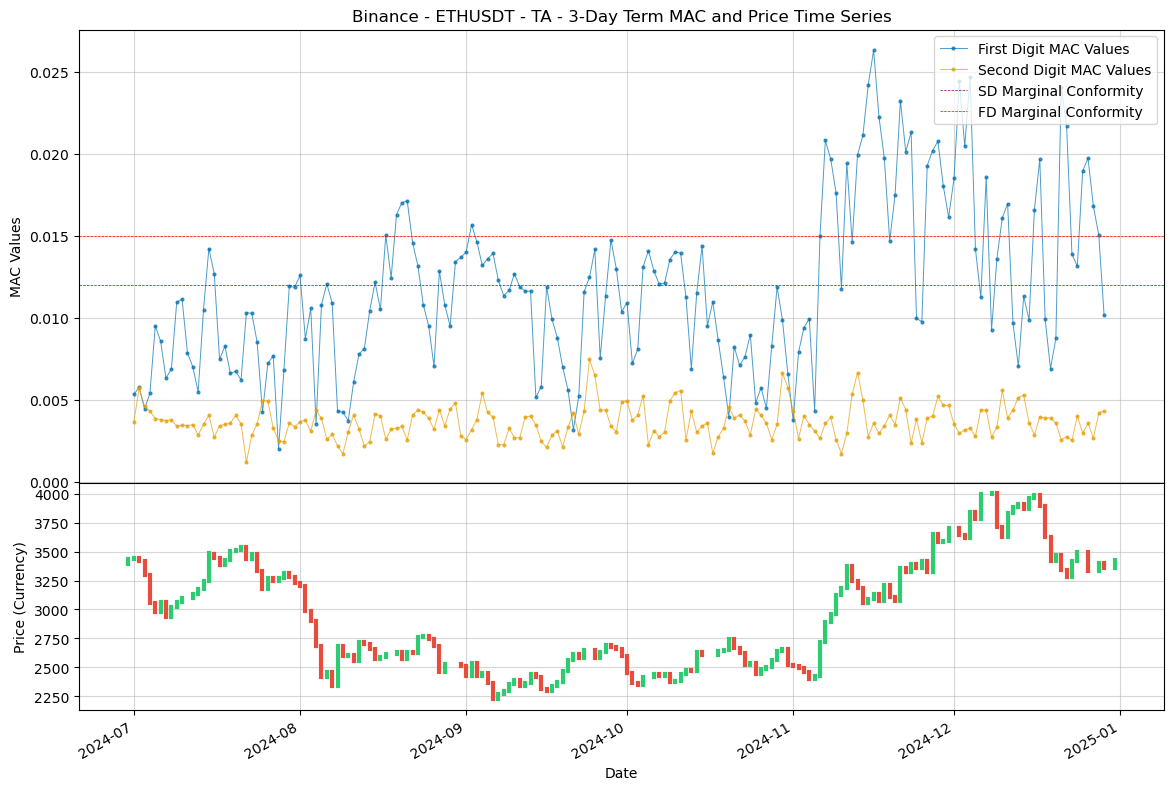 Binance - ETHUSDT - TA - 3-Day Term MAC and Price Time Series
First Digit MAC Values
Second Digit MAC Values
SD Marginal Conformity
FD Marginal Conformity
MAC Values
0.025
0.020
0.015
0.010
0.005
0.000
Price (Currency)
4000
3750
3500
3250
3000
2750
2500
2250
2024-07
2024-08
2024-09
2024-10
2024-11
2024-12
2025-01
Date